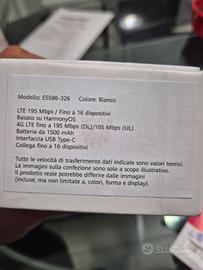 Modello: E5586-326 Colore: Bianco
LTE 195 Mbps / Fino a 16 dispositivi
Basato su HarmonyOS
4G LTE fino a 195 Mbps (DL)/105 Mbps (UL)
Batteria da 1500 mAh
Interfaccia USB Type-C
Collega fino a 16 dispositivi
Tutte le velocità di trasferimento dati indicate sono valori teorici.
Le immagini sulla confezione sono solo a scopo illustrativo.
Il prodotto reale potrebbe differire dalle immagini
(incluse, ma non limitate a, colori, forma e display).
SUBITO